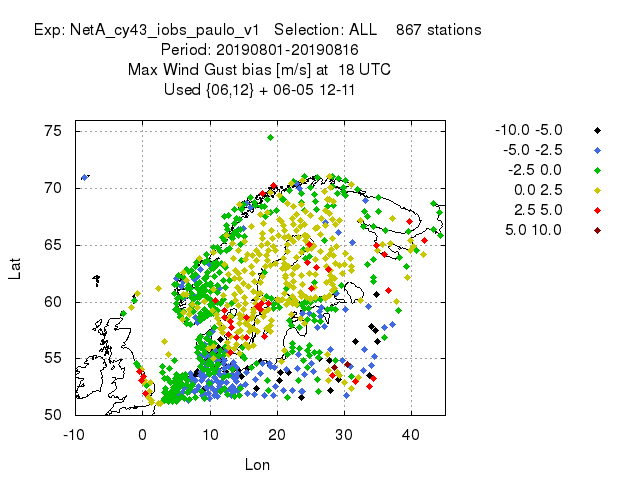 Exp: NetA_cy43_iobs_paulo_v1 Selection: ALL 867 stations
Period: 20190801-20190816
Max Wind Gust bias [m/s] at 18 UTC
Used {06,12} + 06-05 12-11
-10.0 -5.0
-5.0 -2.5
-2.5 0.0
0.0 2.5
2.5 5.0
5.0 10.0
75
70
65
60
55
50
Lat
-10 0 10 20 30 40
Lon